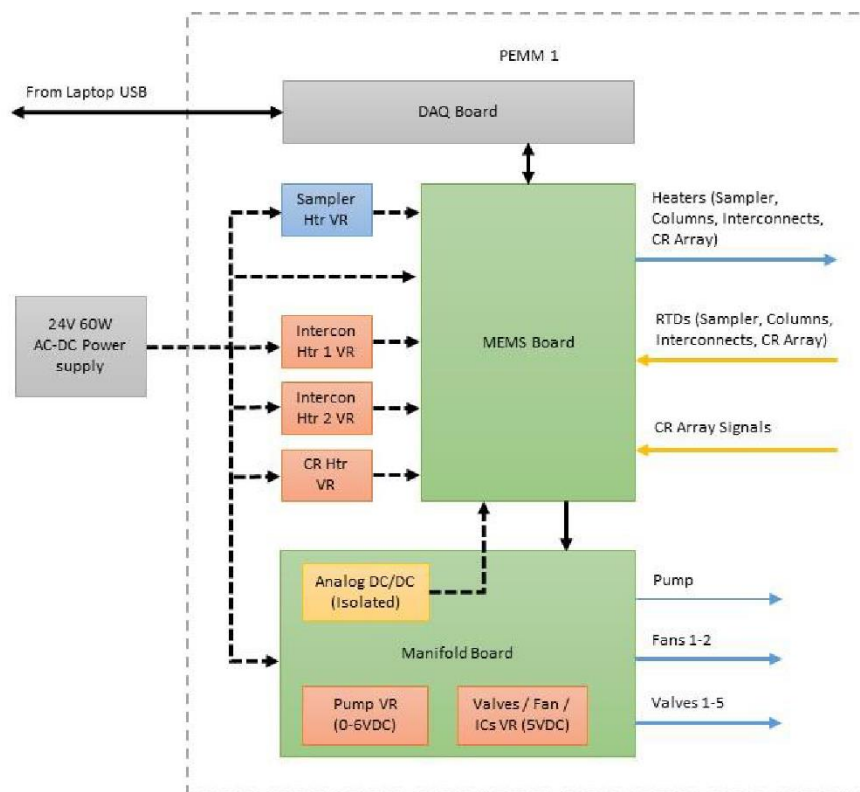 PEMM 1
From Laptop USB
DAQ Board
Sampler
Htr VR
Heaters (Sampler,
Columns, Interconnects,
CR Array)
24V 60W
AC-DC Power
supply
Intercon
Htr 1 VR
MEMS Board
RTDs (Sampler, Columns,
Interconnects, CR Array)
Intercon
Htr 2 VR
CR Array Signals
CR Htr
VR
Analog DC/DC
(Isolated)
Pump
Manifold Board
Fans 1-2
Pump VR
(0-6VDC)
Valves / Fan /
ICs VR (5VDC)
Valves 1-5